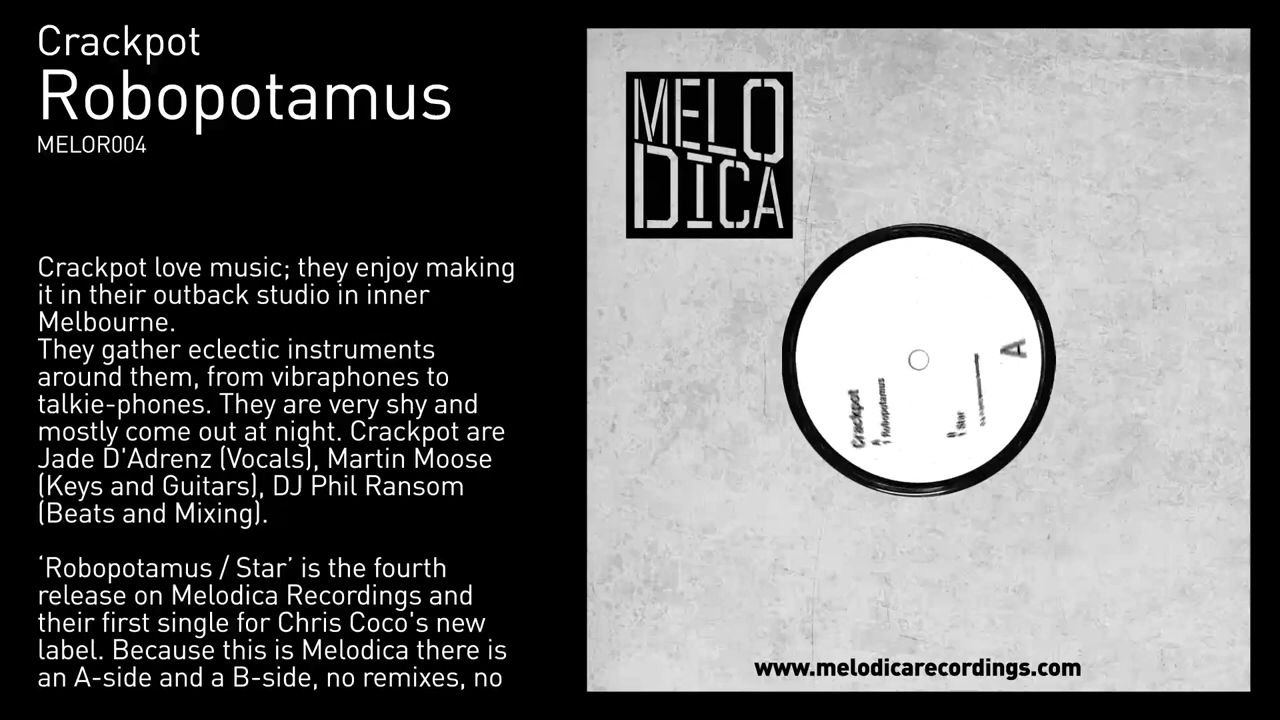 Crackpot
Robopotamus
MELOR004
Crackpot love music; they enjoy making
it in their outback studio in inner
Melbourne.
They gather eclectic instruments
around them, from vibraphones to
talkie-phones. They are very shy and
mostly come out at night. Crackpot are
Jade D'Adrenz (Vocals), Martin Moose
(Keys and Guitars), DJ Phil Ransom
(Beats and Mixing).
‘Robopotamus / Star’ is the fourth
release on Melodica Recordings and
their first single for Chris Coco's new
label. Because this is Melodica there is
an A-side and a B-side, no remixes, no
MELO
DICA
Crackpot
A
1 Robopotamus
B
1 Star
A
www.melodicarecordings.com